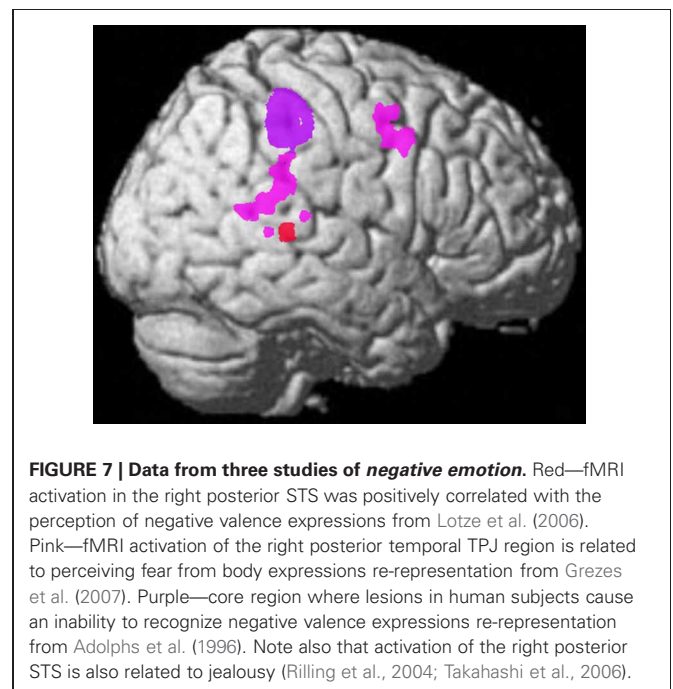 FIGURE 7 | Data from three studies of negative emotion. Red—fMRI
activation in the right posterior STS was positively correlated with the
perception of negative valence expressions from Lotze et al. (2006).
Pink—fMRI activation of the right posterior temporal TPJ region is related
to perceiving fear from body expressions re-representation from Grezes
et al. (2007). Purple—core region where lesions in human subjects cause
an inability to recognize negative valence expressions re-representation
from Adolphs et al. (1996). Note also that activation of the right posterior
STS is also related to jealousy (Rilling et al., 2004; Takahashi et al., 2006).